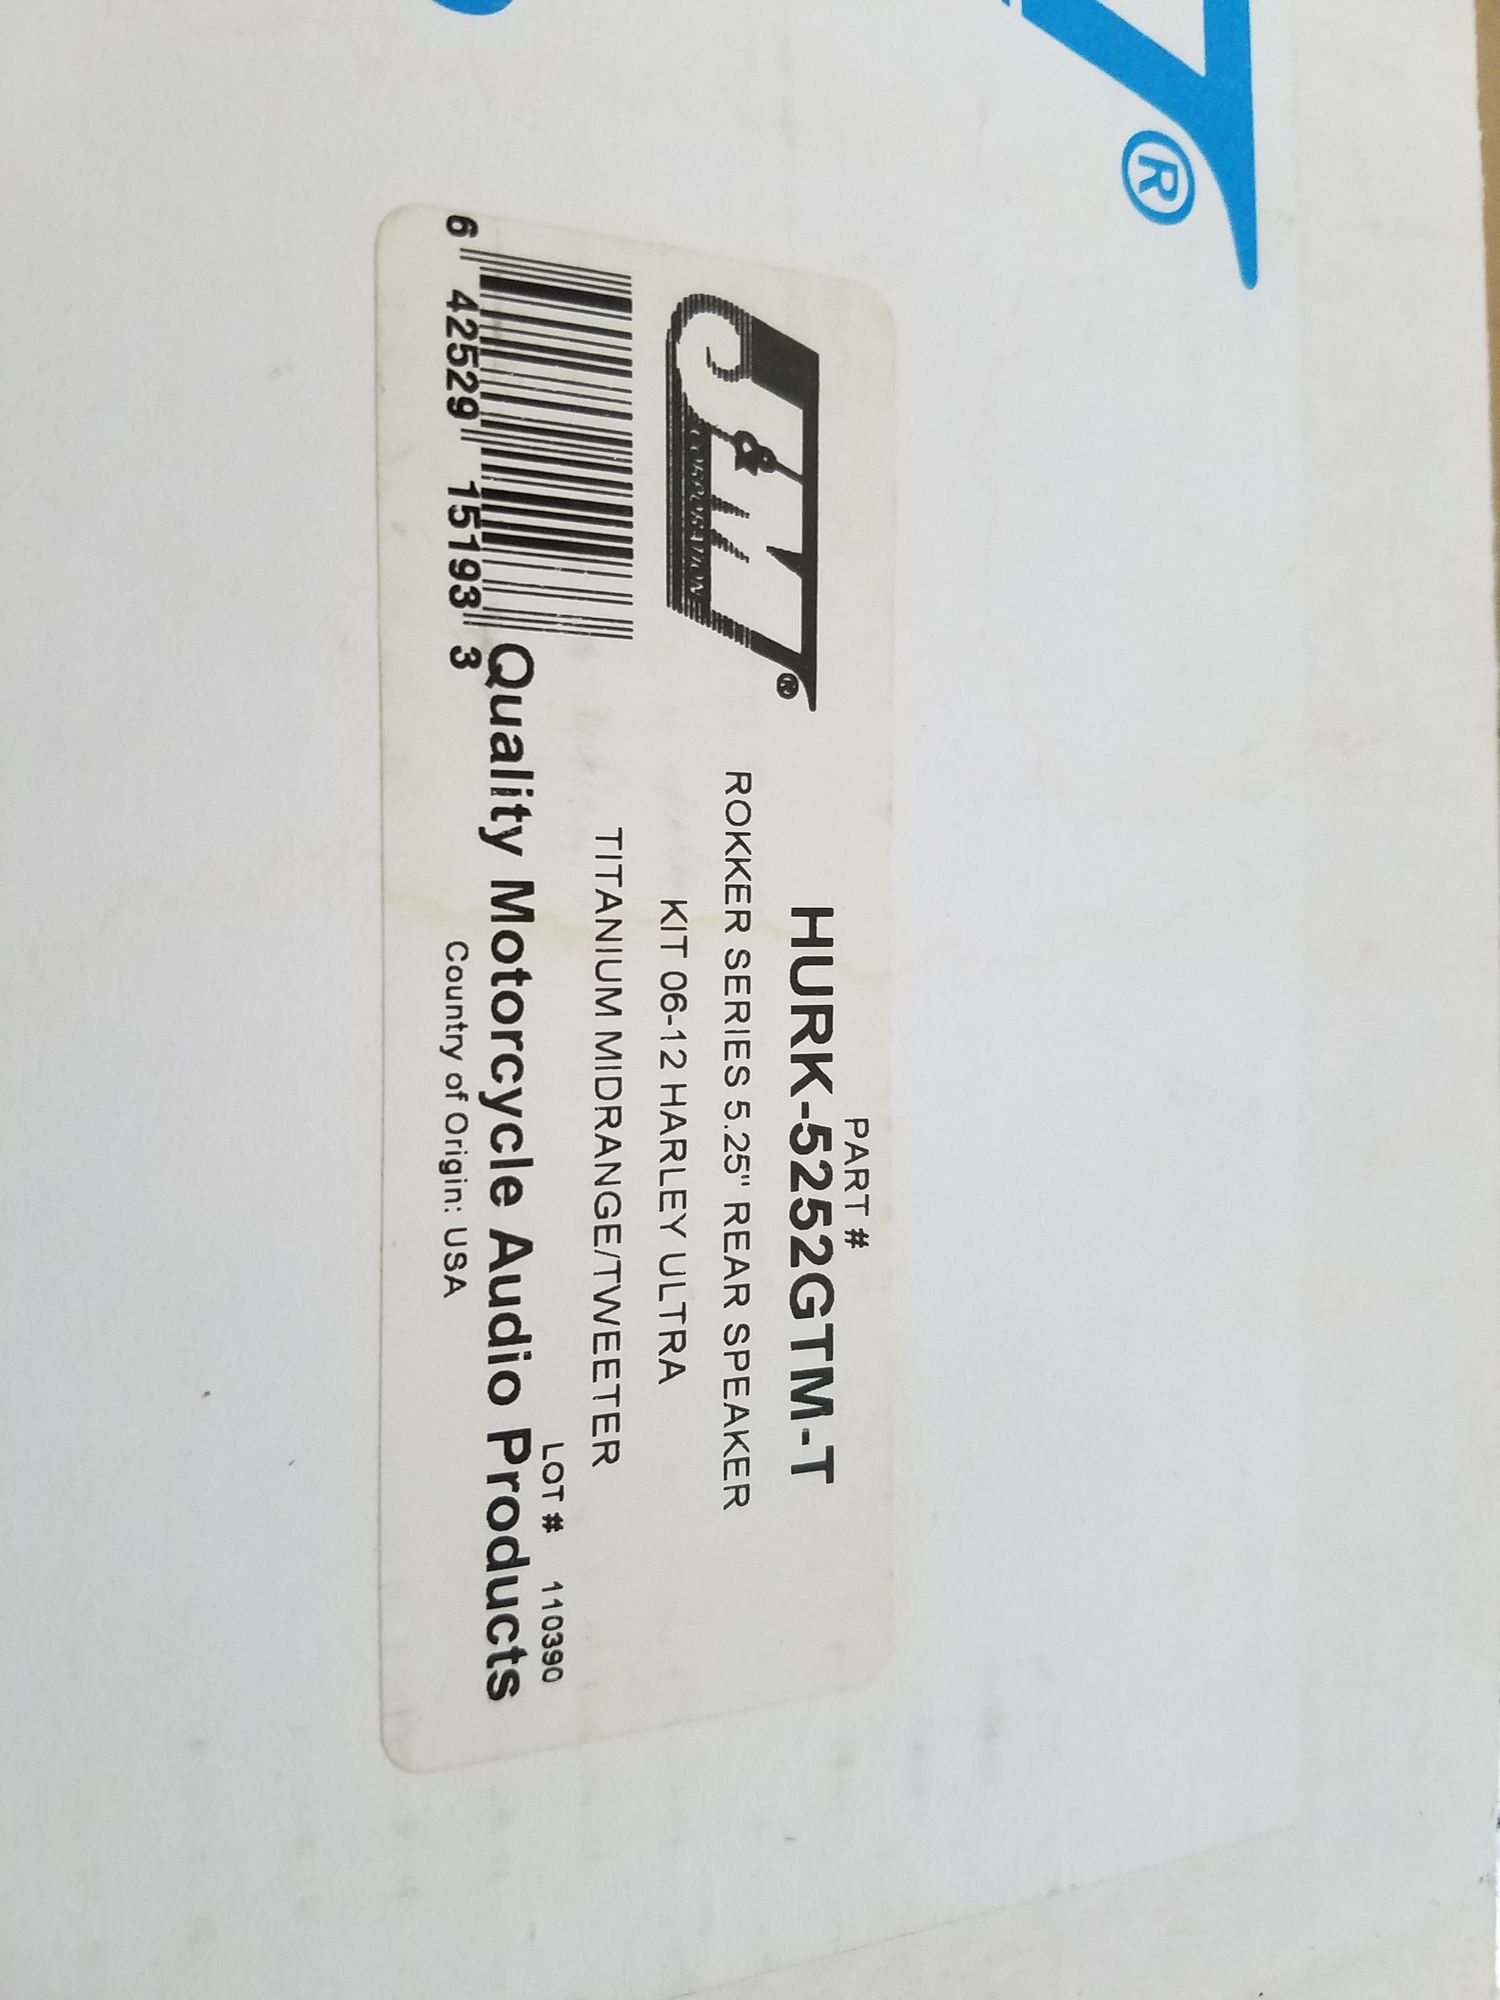 ®
J&M®
CORPORATION
PART #
HURK-5252GTM-T
ROKKER SERIES 5.25" REAR SPEAKER
KIT 06-12 HARLEY ULTRA
TITANIUM MIDRANGE/TWEETER
LOT # 110390
6 42529 15193 3
Quality Motorcycle Audio Products
Country of Origin: USA